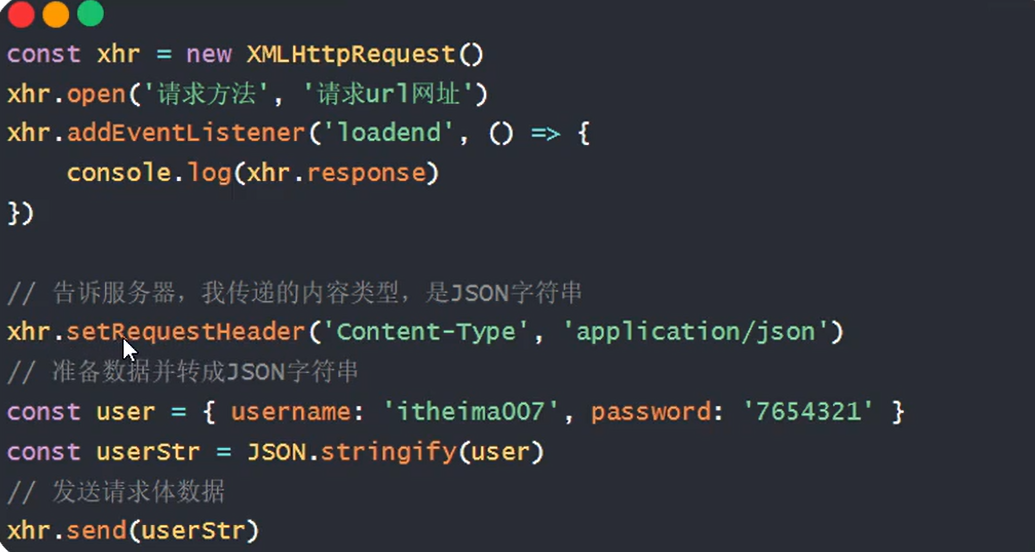 const xhr = new XMLHttpRequest()
xhr.open('请求方法', '请求url网址')
xhr.addEventListener('loadend', () => {
    console.log(xhr.response)
})
// 告诉服务器，我传递的内容类型，是JSON字符串
xhr.setRequestHeader('Content-Type', 'application/json')
// 准备数据并转成JSON字符串
const user = { username: 'itheima007', password: '7654321' }
const userStr = JSON.stringify(user)
// 发送请求体数据
xhr.send(userStr)